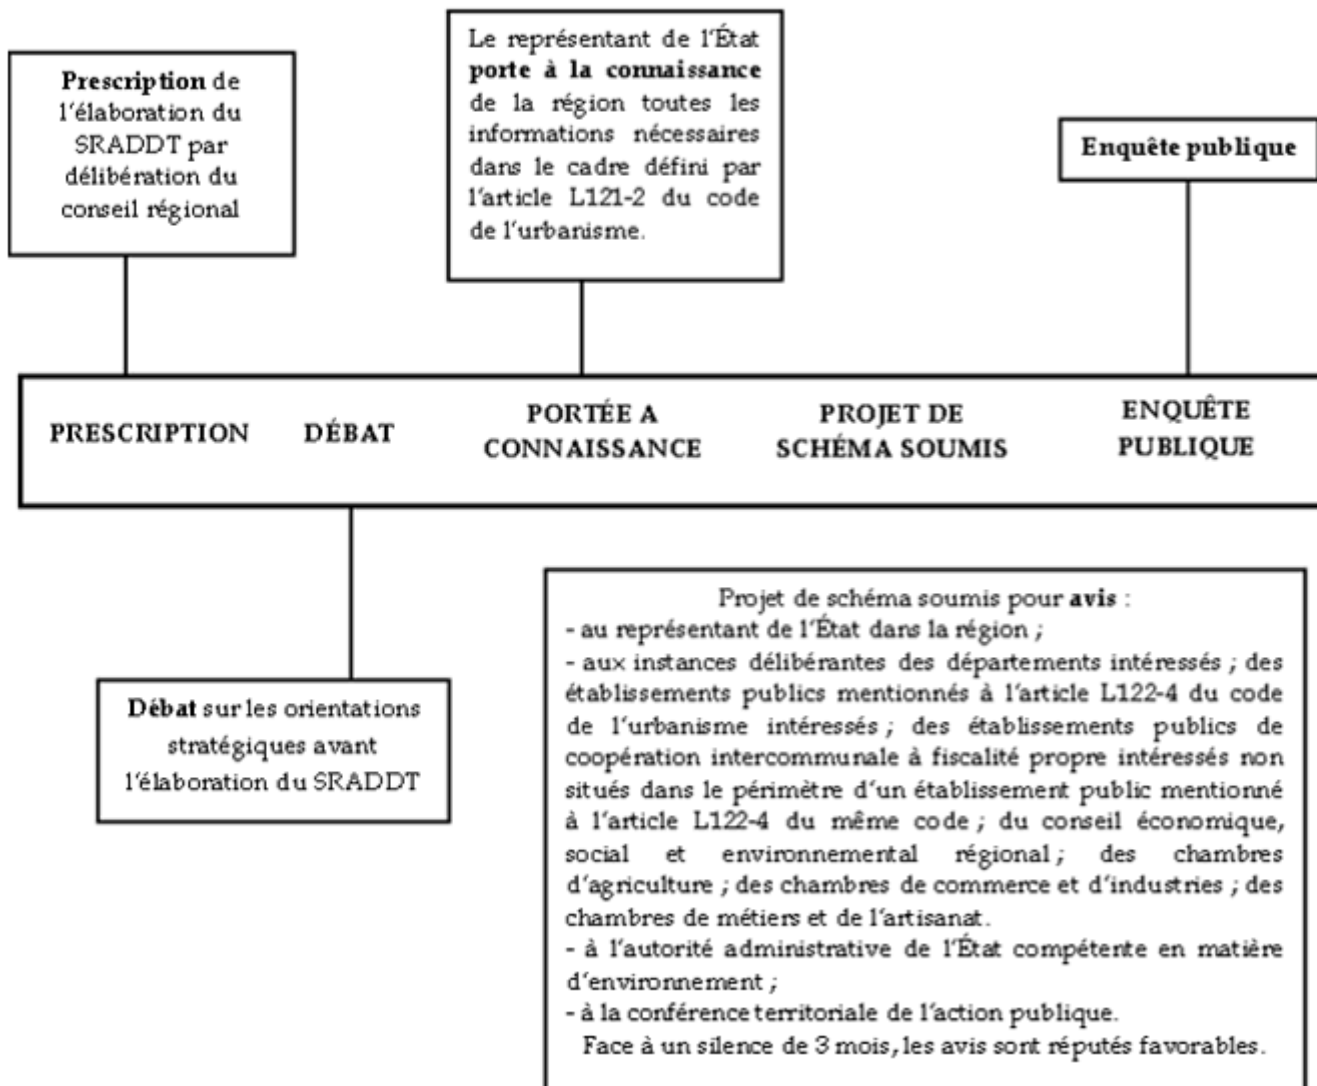 Prescription de
l'élaboration du
SRADDT par
délibération du
conseil régional
Le représentant de l'État
porte à la connaissance
de la région toutes les
informations nécessaires
dans le cadre défini par
l'article L121-2 du code
de l'urbanisme.
Enquête publique
PRESCRIPTION
DÉBAT
PORTÉE A
CONNAISSANCE
PROJET DE
SCHÉMA SOUMIS
ENQUÊTE
PUBLIQUE
Débat sur les orientations
stratégiques avant
l'élaboration du SRADDT
Projet de schéma soumis pour avis :
- au représentant de l'État dans la région ;
- aux instances délibérantes des départements intéressés ; des
établissements publics mentionnés à l'article L122-4 du code
de l'urbanisme intéressés ; des établissements publics de
coopération intercommunale à fiscalité propre intéressés non
situés dans le périmètre d'un établissement public mentionné
à l'article L122-4 du même code ; du conseil économique,
social et environnemental régional ; des chambres
d'agriculture ; des chambres de commerce et d'industries ; des
chambres de métiers et de l'artisanat.
- à l'autorité administrative de l'État compétente en matière
d'environnement ;
- à la conférence territoriale de l'action publique.
Face à un silence de 3 mois, les avis sont réputés favorables.